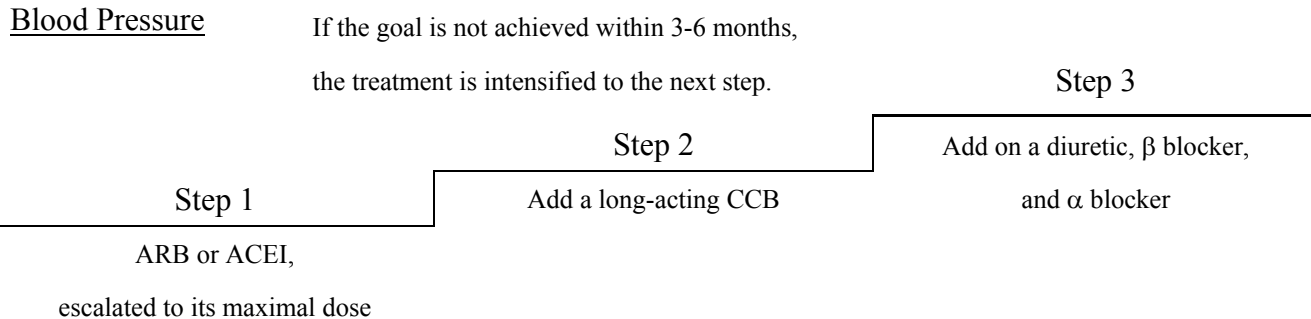 Blood Pressure
If the goal is not achieved within 3-6 months,
the treatment is intensified to the next step.
Step 1
ARB or ACEI,
escalated to its maximal dose
Step 2
Add a long-acting CCB
Step 3
Add on a diuretic, β blocker,
and α blocker